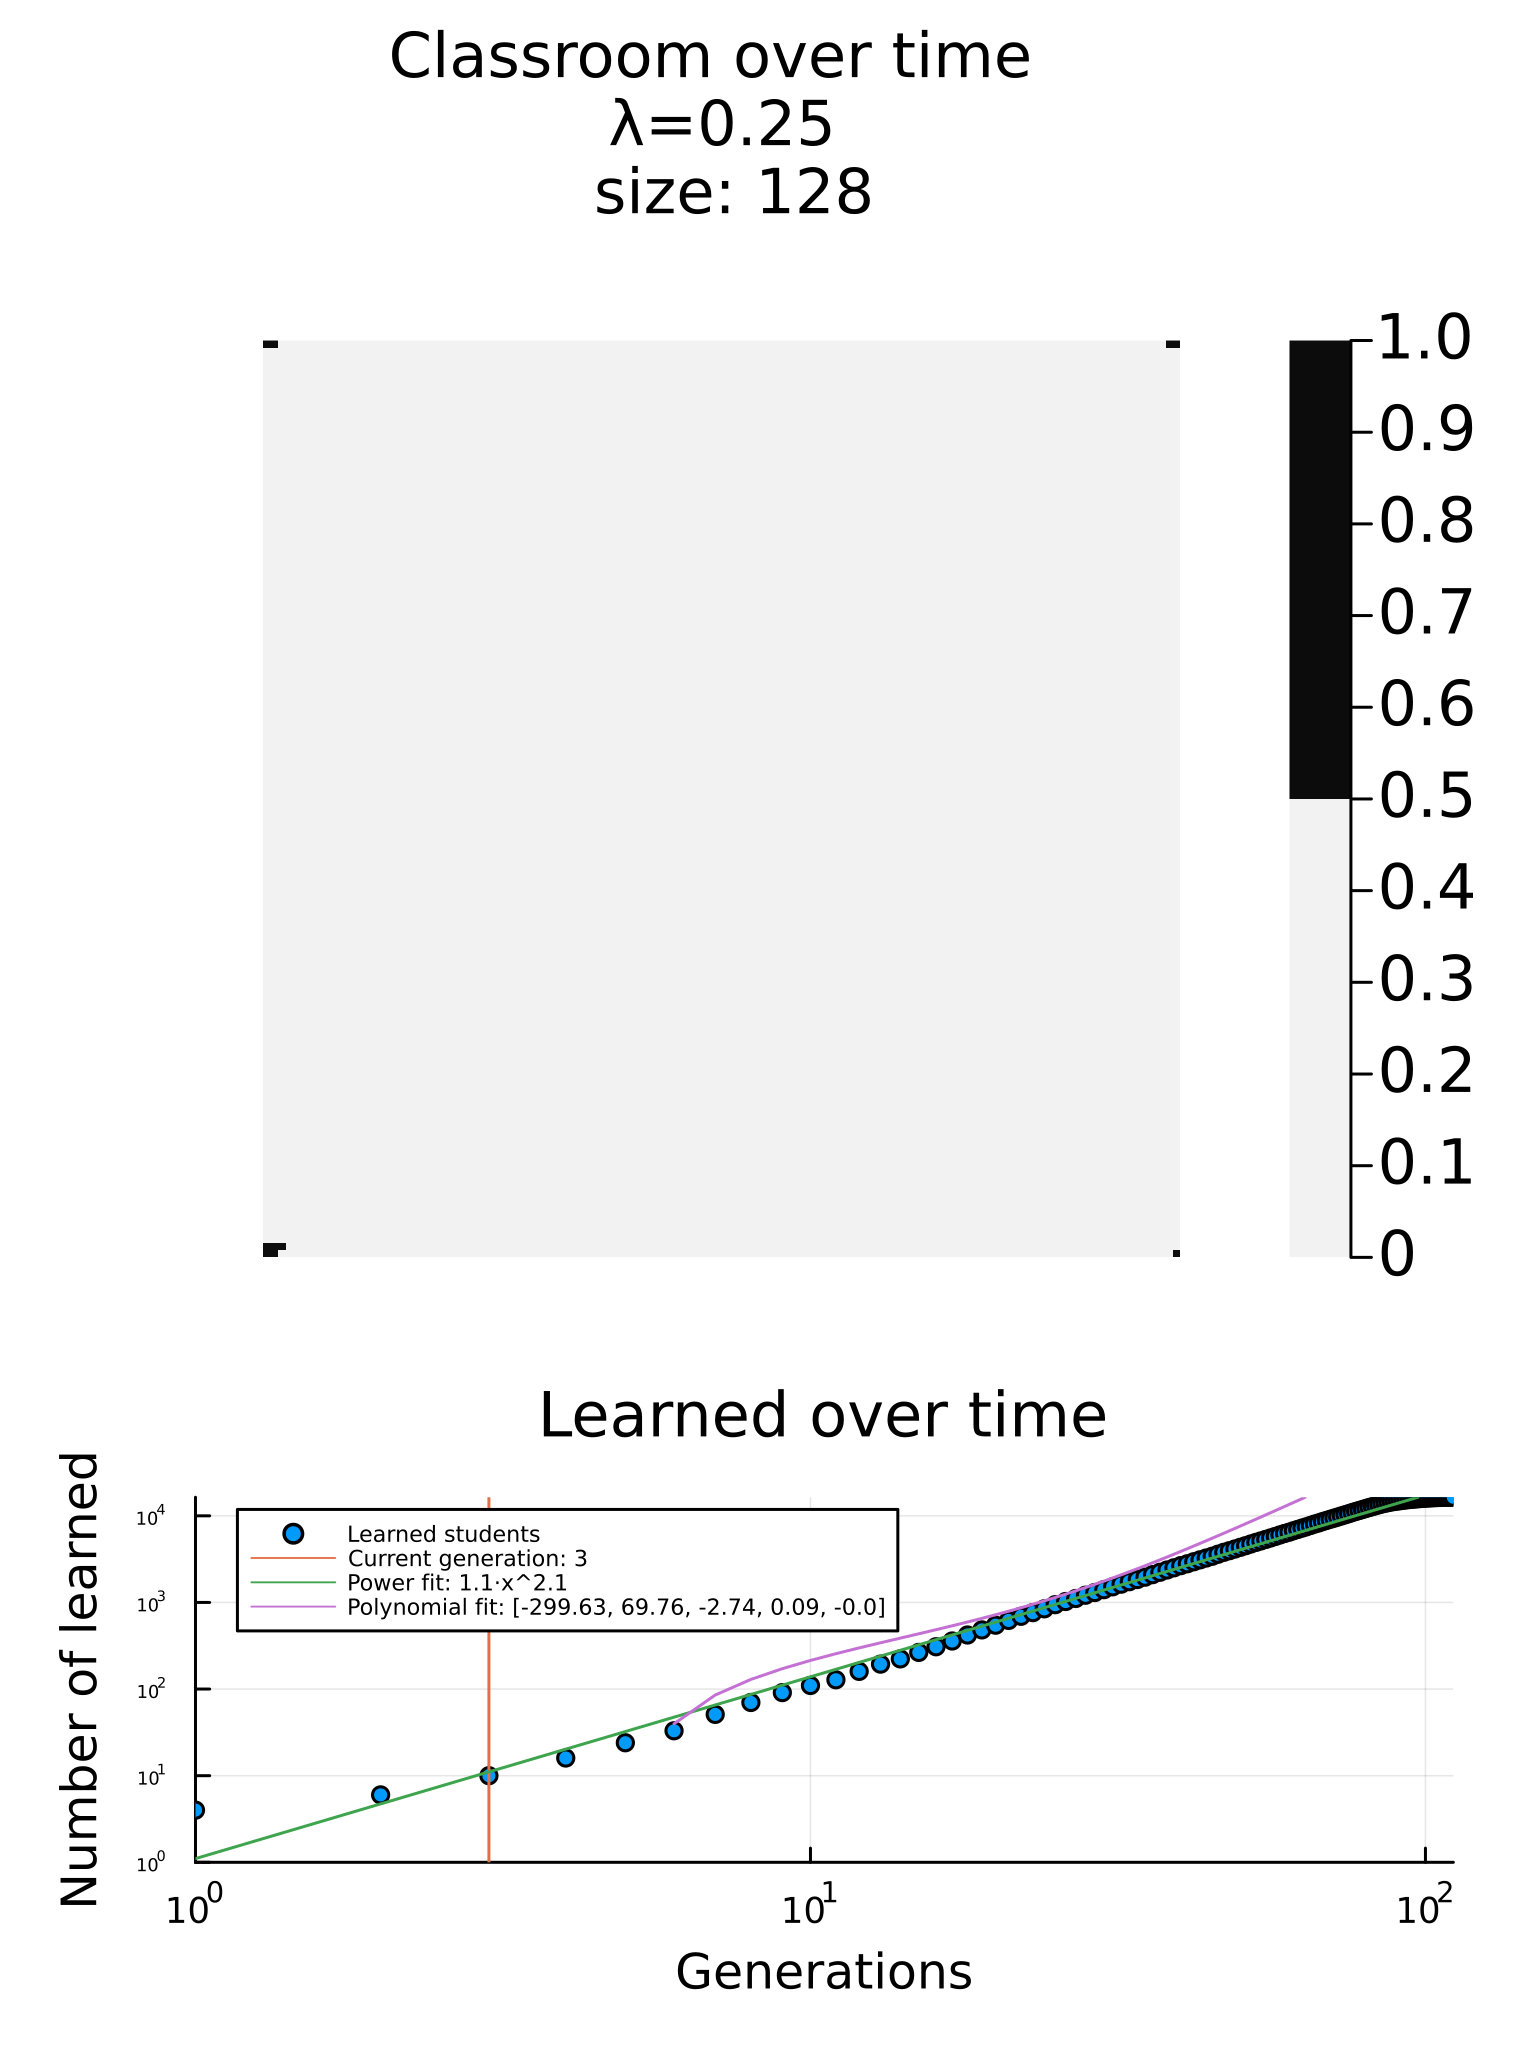 Classroom over time
λ=0.25
size: 128
1.0
0.9
0.8
0.7
0.6
0.5
0.4
0.3
0.2
0.1
0
Learned over time
Number of learned
10^4
10^3
10^2
10^1
10^0
Learned students
Current generation: 3
Power fit: 1.1·x^2.1
Polynomial fit: [-299.63, 69.76, -2.74, 0.09, -0.0]
10^0 10^1 10^2
Generations